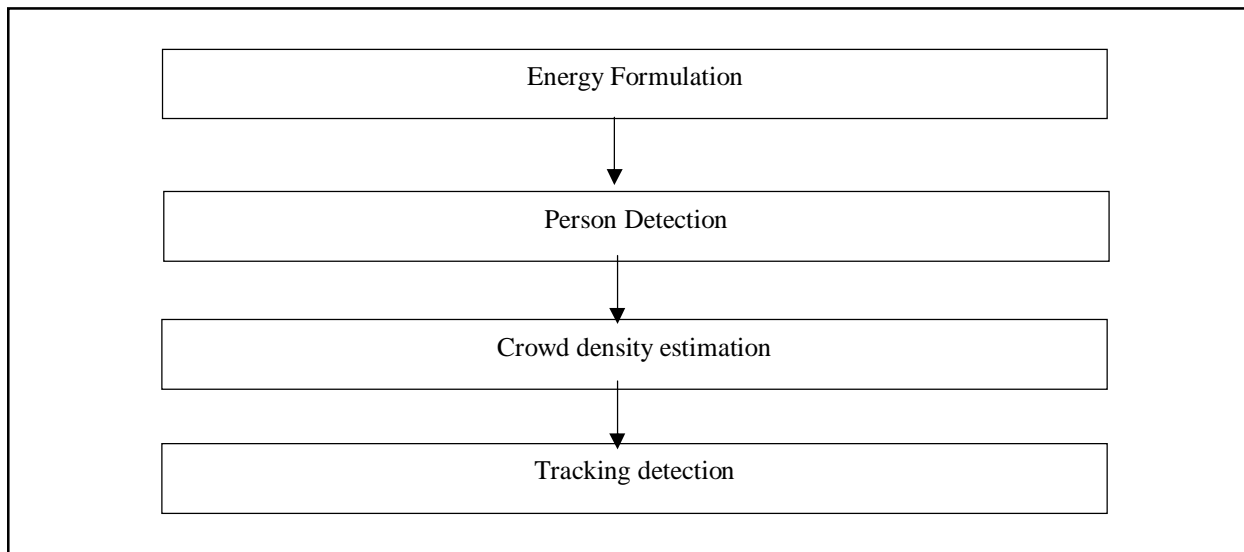 Energy Formulation
Person Detection
Crowd density estimation
Tracking detection